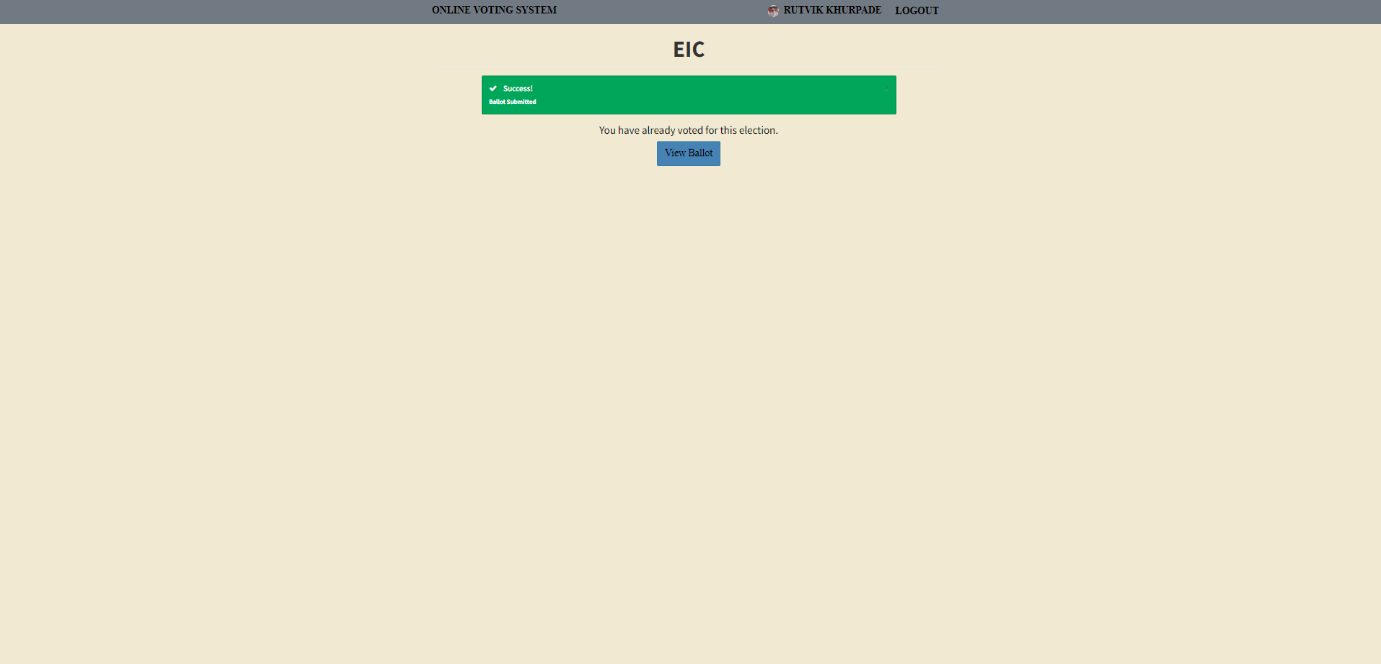 ONLINE VOTING SYSTEM RUTVIK KHURPADE LOGOUT
EIC
Success!
Ballot Submitted
You have already voted for this election.
View Ballot